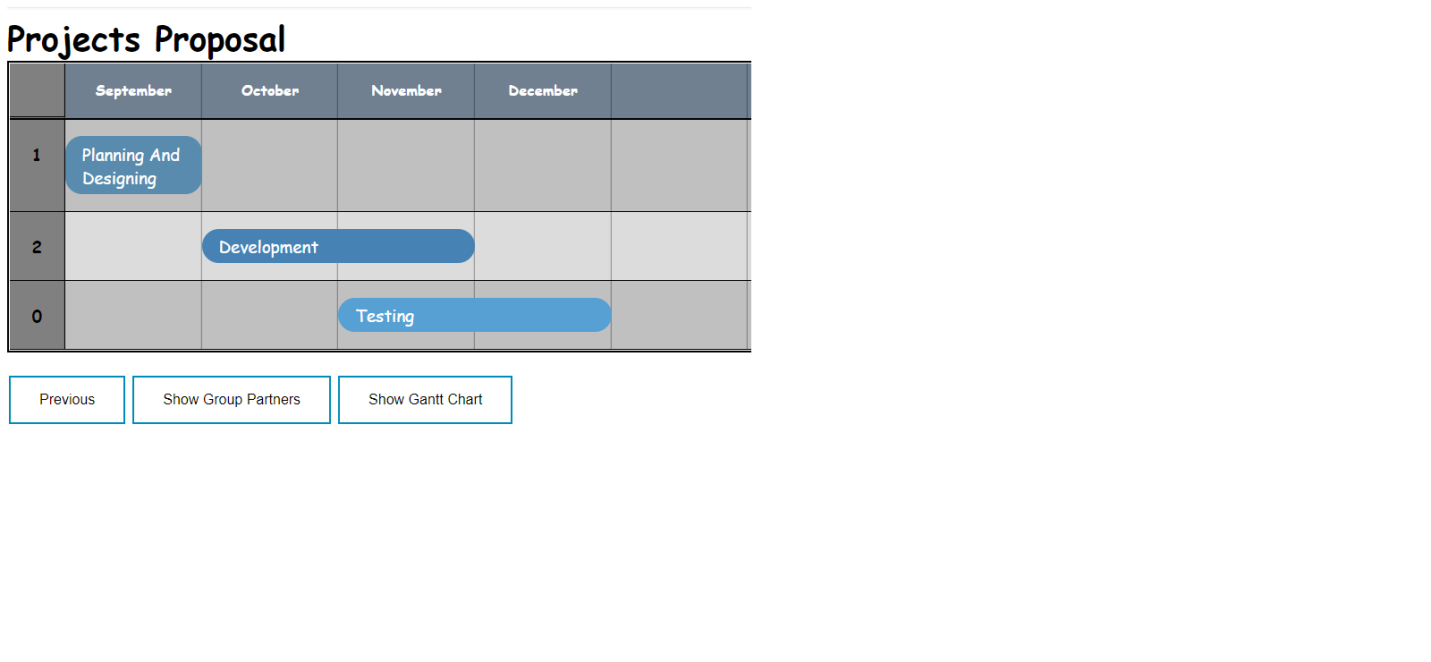 Projects Proposal
September October November December
1 Planning And
Designing
2 Development
0 Testing
Previous Show Group Partners Show Gantt Chart